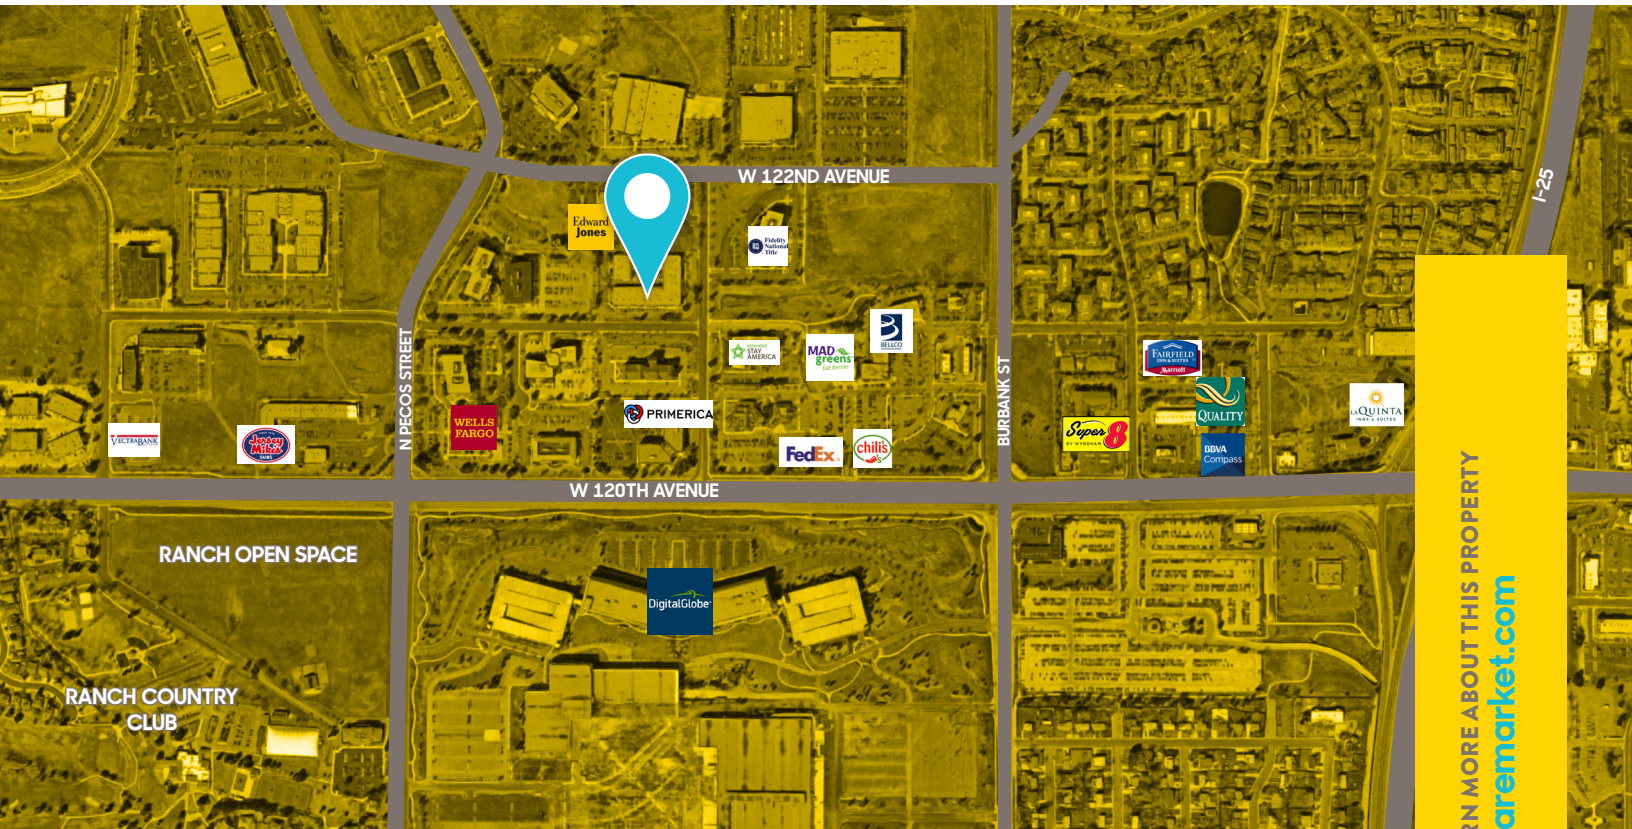 W 122ND AVENUE
I-25
Edward
Jones
Fidelity
National
Title
N PECOS STREET
BURBANK ST
extended
STAY
AMERICA
MAD
greens
Eat Better
BELLCO
FAIRFIELD
INN & SUITES
Marriott
QUALITY
LAQUINTA
INNS & SUITES
VECTRABANK
Jersey
Mike's
SUBS
WELLS
FARGO
PRIMERICA
FedEx
chili's
Super 8
BY WYNDHAM
BBVA
Compass
W 120TH AVENUE
RANCH OPEN SPACE
DigitalGlobe
RANCH COUNTRY
CLUB
RN MORE ABOUT THIS PROPERTY
aremarket.com